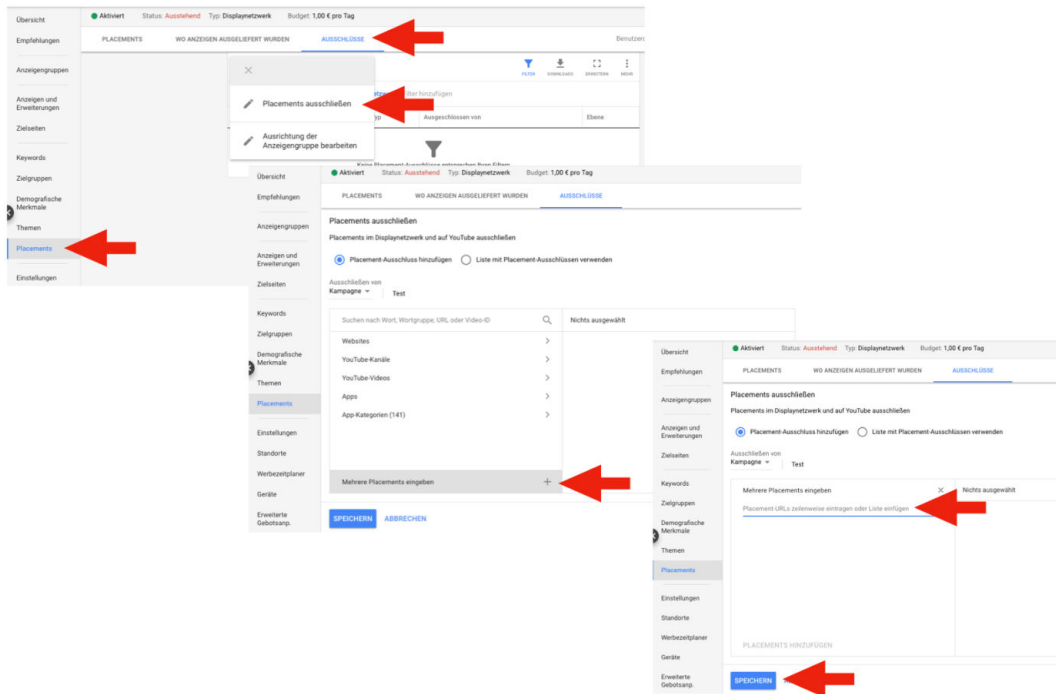 Übersicht
Empfehlungen
Anzeigengruppen
Anzeigen und
Erweiterungen
Zielseiten
Keywords
Zielgruppen
Demografische
Merkmale
Themen
Placements
Einstellungen
Aktiviert Status: Ausstehend Typ: Displaynetzwerk Budget: 1,00 € pro Tag
PLACEMENTS WO ANZEIGEN AUSGELIEFERT WURDEN AUSSCHLÜSSE
FILTER DOWNLOADS ERWEITERN MEHR
Placements ausschließen
Ausrichtung der
Anzeigengruppe bearbeiten
hinzufügen
Ausgeschlossen von Ebene
Keine Placement-Ausschlüsse entsprechen Ihren Filtern
Übersicht
Empfehlungen
Anzeigengruppen
Anzeigen und
Erweiterungen
Zielseiten
Keywords
Zielgruppen
Demografische
Merkmale
Themen
Placements
Einstellungen
Standorte
Werbezeitplaner
Geräte
Erweiterte
Gebotsanp.
Aktiviert Status: Ausstehend Typ: Displaynetzwerk Budget: 1,00 € pro Tag
PLACEMENTS WO ANZEIGEN AUSGELIEFERT WURDEN AUSSCHLÜSSE
Placements ausschließen
Placements im Displaynetzwerk und auf YouTube ausschließen
Placement-Ausschluss hinzufügen Liste mit Placement-Ausschlüssen verwenden
Ausschließen von
Kampagne Test
Suchen nach Wort, Wortgruppe, URL oder Video-ID Nichts ausgewählt
Websites
YouTube-Kanäle
YouTube-Videos
Apps
App-Kategorien (141)
Mehrere Placements eingeben
SPEICHERN ABBRECHEN
Übersicht
Empfehlungen
Anzeigengruppen
Anzeigen und
Erweiterungen
Zielseiten
Keywords
Zielgruppen
Demografische
Merkmale
Themen
Placements
Einstellungen
Standorte
Werbezeitplaner
Geräte
Erweiterte
Gebotsanp.
Aktiviert Status: Ausstehend Typ: Displaynetzwerk Budget: 1,00 € pro Tag
PLACEMENTS WO ANZEIGEN AUSGELIEFERT WURDEN AUSSCHLÜSSE
Placements ausschließen
Placements im Displaynetzwerk und auf YouTube ausschließen
Placement-Ausschluss hinzufügen Liste mit Placement-Ausschlüssen verwenden
Ausschließen von
Kampagne Test
Mehrere Placements eingeben Nichts ausgewählt
Placement-URLs zeilenweise eintragen oder Liste einfügen
PLACEMENTS HINZUFÜGEN
SPEICHERN